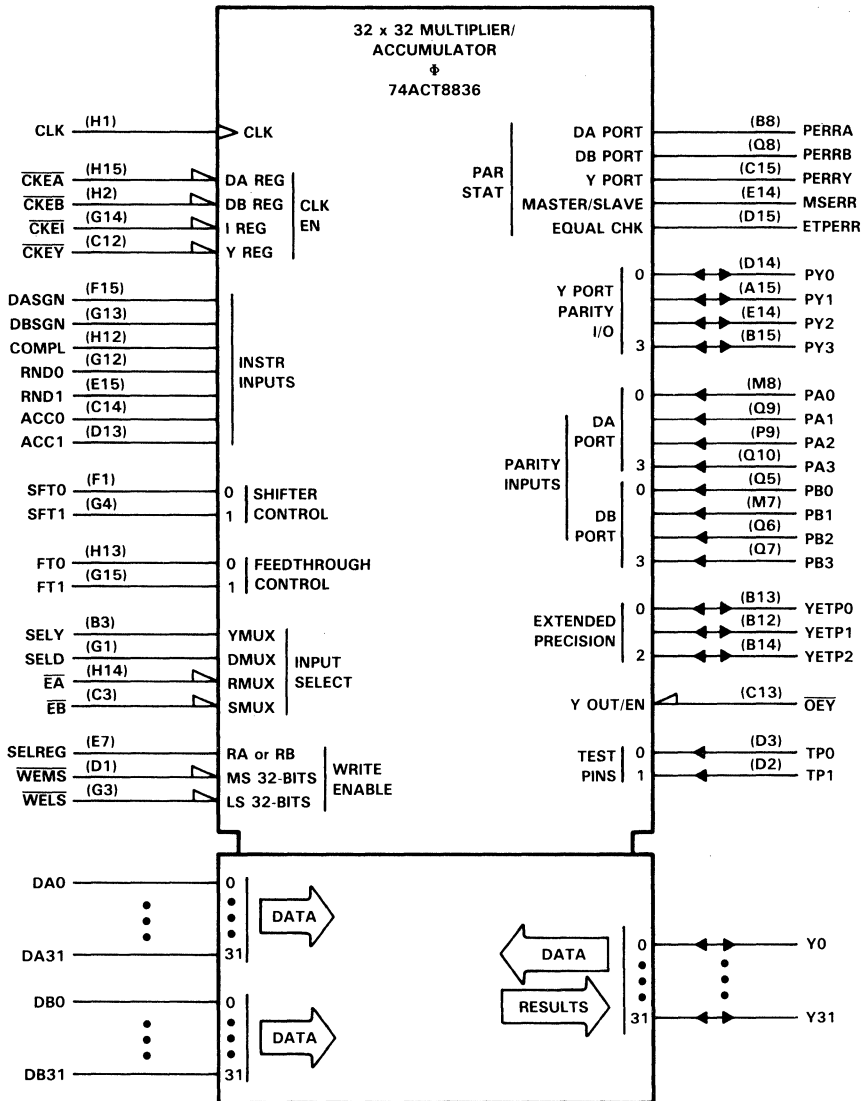 32 x 32 MULTIPLIER/
ACCUMULATOR
Φ
74ACT8836
CLK (H1) CLK
CKEA (H15) DA REG
CKEB (H2) DB REG
CKEI (G14) I REG
CKEY (C12) Y REG
CLK
EN
DASGN (F15)
DBSGN (G13)
COMPL (H12)
RND0 (G12)
RND1 (E15)
ACC0 (C14)
ACC1 (D13)
INSTR
INPUTS
SFT0 (F1) 0
SFT1 (G4) 1
SHIFTER
CONTROL
FT0 (H13) 0
FT1 (G15) 1
FEEDTHROUGH
CONTROL
SELY (B3) YMUX
SELD (G1) DMUX
EA (H14) RMUX
EB (C3) SMUX
INPUT
SELECT
SELREG (E7) RA or RB
WEMS (D1) MS 32-BITS
WELS (G3) LS 32-BITS
WRITE
ENABLE
PAR
STAT
DA PORT (B8) PERRA
DB PORT (Q8) PERRB
Y PORT (C15) PERRY
MASTER/SLAVE (E14) MSERR
EQUAL CHK (D15) ETPERR
Y PORT
PARITY
I/O
0 (D14) PY0
(A15) PY1
(E14) PY2
3 (B15) PY3
PARITY
INPUTS
DA
PORT
0 (M8) PA0
(Q9) PA1
(P9) PA2
3 (Q10) PA3
DB
PORT
0 (Q5) PB0
(M7) PB1
(Q6) PB2
3 (Q7) PB3
EXTENDED
PRECISION
0 (B13) YETP0
(B12) YETP1
2 (B14) YETP2
Y OUT/EN (C13) OEY
TEST
PINS
0 (D3) TP0
1 (D2) TP1
DA0 0
DA31 31
DATA
DB0 0
DB31 31
DATA
DATA
RESULTS
0 Y0
31 Y31